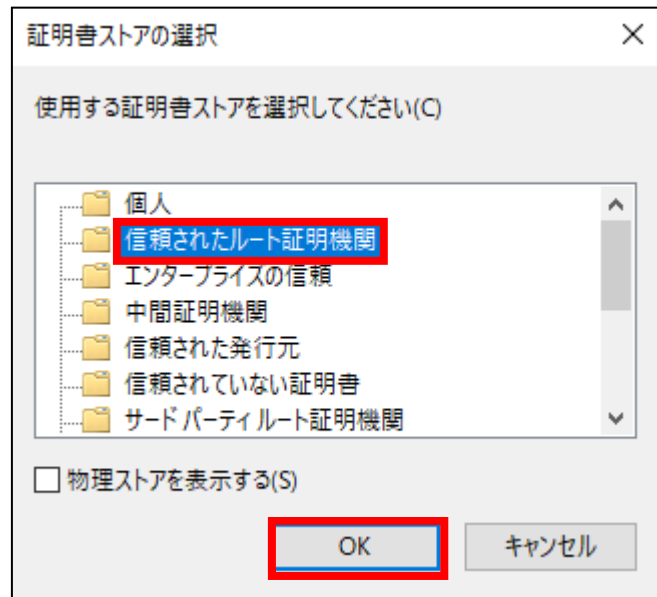 証明書ストアの選択
使用する証明書ストアを選択してください(C)
個人
信頼されたルート証明機関
エンタープライズの信頼
中間証明機関
信頼された発行元
信頼されていない証明書
サード パーティ ルート証明機関
物理ストアを表示する(S)
OK
キャンセル